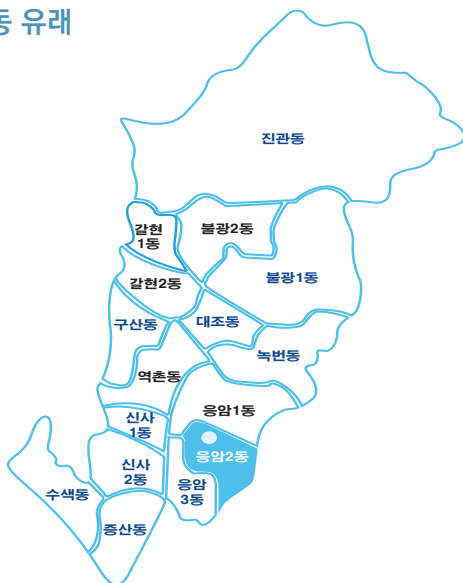 동 유래
진관동
갈현
1동
불광2동
갈현2동
불광1동
구산동
대조동
녹번동
역촌동
응암1동
신사
1동
응암2동
신사
2동
응암
3동
수색동
증산동